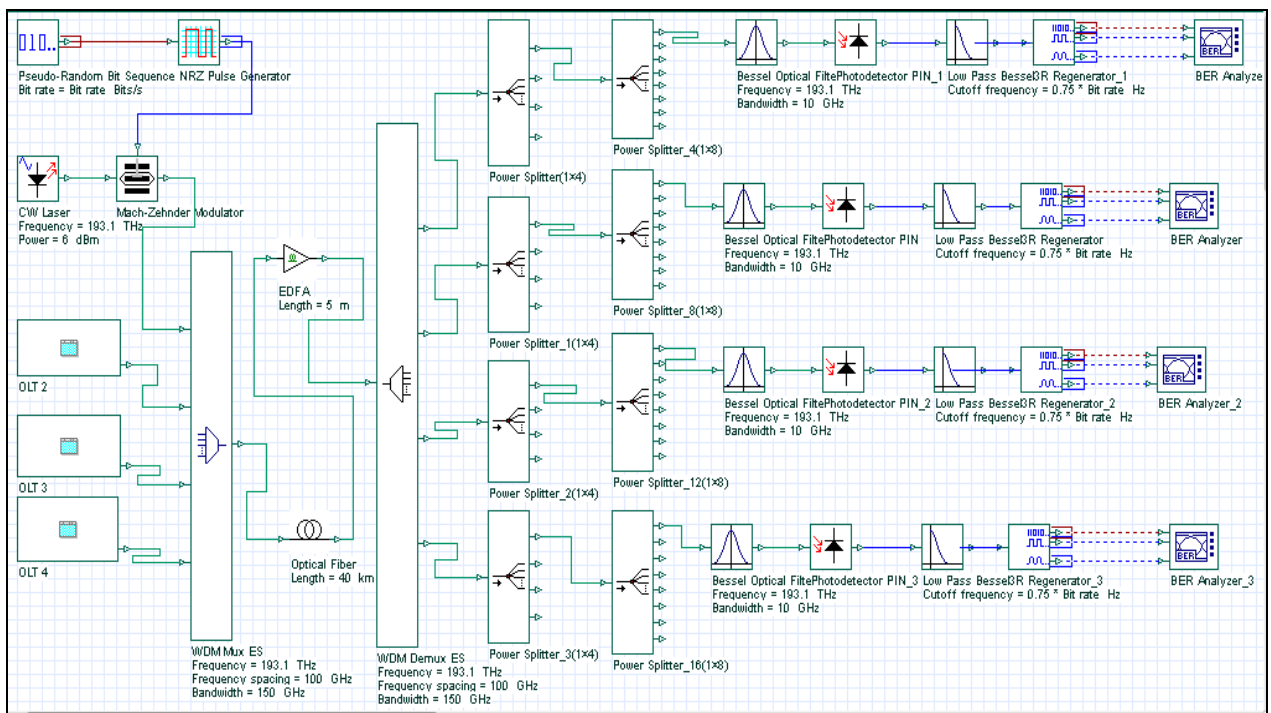 Pseudo-Random Bit Sequence NRZ Pulse Generator
Bit rate = Bit rate Bits/s
CW Laser
Frequency = 193.1 THz
Power = 6 dBm
Mach-Zehnder Modulator
OLT 2
OLT 3
OLT 4
WDM Mux ES
Frequency = 193.1 THz
Frequency spacing = 100 GHz
Bandwidth = 150 GHz
EDFA
Length = 5 m
Optical Fiber
Length = 40 km
WDM Demux ES
Frequency = 193.1 THz
Frequency spacing = 100 GHz
Bandwidth = 150 GHz
Power Splitter(1×4)
Power Splitter_1(1×4)
Power Splitter_2(1×4)
Power Splitter_3(1×4)
Power Splitter_4(1×8)
Power Splitter_8(1×8)
Power Splitter_12(1×8)
Power Splitter_16(1×8)
Bessel Optical FiltePhotodetector PIN_1 Low Pass Bessel3R Regenerator_1
Frequency = 193.1 THz
Cutoff frequency = 0.75 * Bit rate Hz
Bandwidth = 10 GHz
BER
BER Analyze
Bessel Optical FiltePhotodetector PIN Low Pass Bessel3R Regenerator
Frequency = 193.1 THz
Cutoff frequency = 0.75 * Bit rate Hz
Bandwidth = 10 GHz
BER
BER Analyzer
Bessel Optical FiltePhotodetector PIN_2 Low Pass Bessel3R Regenerator_2
Frequency = 193.1 THz
Cutoff frequency = 0.75 * Bit rate Hz
Bandwidth = 10 GHz
BER
BER Analyzer_2
Bessel Optical FiltePhotodetector PIN_3 Low Pass Bessel3R Regenerator_3
Frequency = 193.1 THz
Cutoff frequency = 0.75 * Bit rate Hz
Bandwidth = 10 GHz
BER
BER Analyzer_3